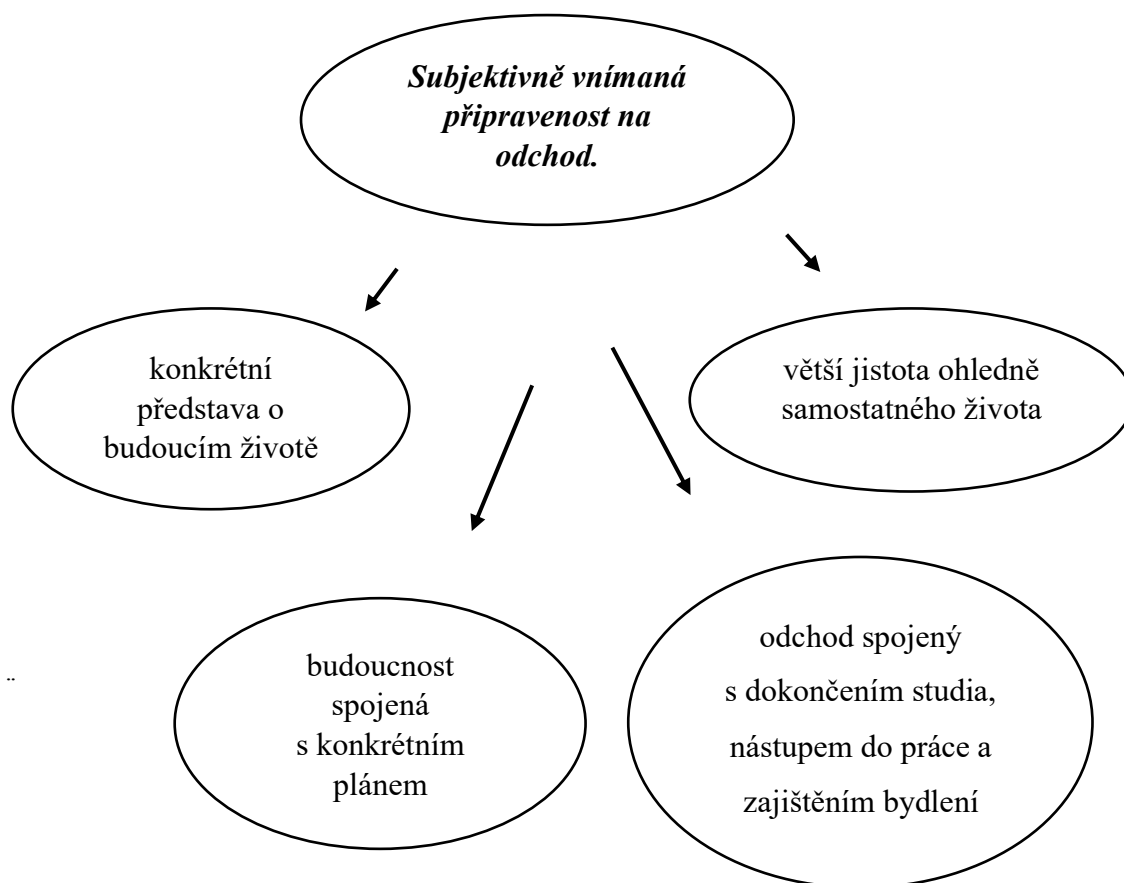 Subjektivně vnímaná
připravenost na
odchod.
konkrétní
představa o
budoucím životě
větší jistota ohledně
samostatného života
budoucnost
spojená
s konkrétním
plánem
odchod spojený
s dokončením studia,
nástupem do práce a
zajištěním bydlení
¨